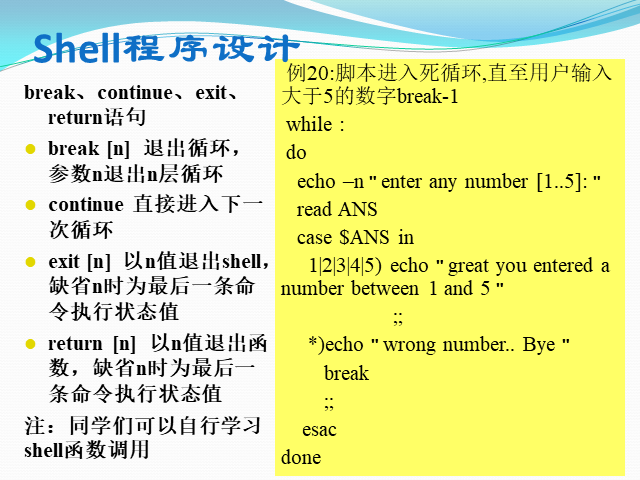 Shell程序设计
break、continue、exit、
return语句
break [n] 退出循环，
参数n退出n层循环
continue 直接进入下一
次循环
exit [n] 以n值退出shell，
缺省n时为最后一条命
令执行状态值
return [n] 以n值退出函
数，缺省n时为最后一
条命令执行状态值
注：同学们可以自行学习
shell函数调用
例20:脚本进入死循环,直至用户输入
大于5的数字break-1
while :
do
echo –n "enter any number [1..5]: "
read ANS
case $ANS in
1|2|3|4|5) echo "great you entered a
number between 1 and 5 "
;;
*)echo "wrong number.. Bye "
break
;;
esac
done